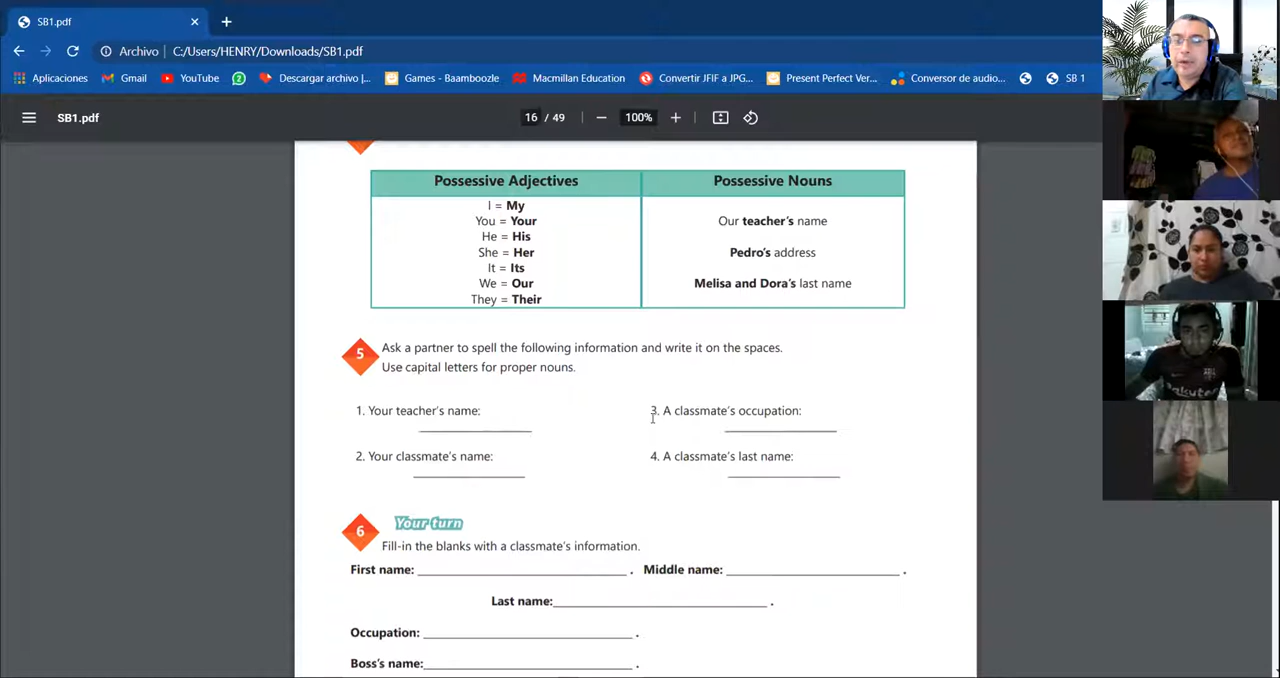 SB1.pdf
Archivo C:/Users/HENRY/Downloads/SB1.pdf
Aplicaciones Gmail YouTube 2 Descargar archivo |... Games - Baamboozle Macmillan Education Convertir JFIF a JPG... Present Perfect Ver... Conversor de audio... SB 1
SB1.pdf 16 / 49 100%
Possessive Adjectives Possessive Nouns
I = My
You = Your
He = His
She = Her
It = Its
We = Our
They = Their
Our teacher's name
Pedro's address
Melisa and Dora's last name
5 Ask a partner to spell the following information and write it on the spaces.
Use capital letters for proper nouns.
1. Your teacher's name:
2. Your classmate's name:
3. A classmate's occupation:
4. A classmate's last name:
6 Your turn
Fill-in the blanks with a classmate's information.
First name: . Middle name: .
Last name: .
Occupation: .
Boss's name: .